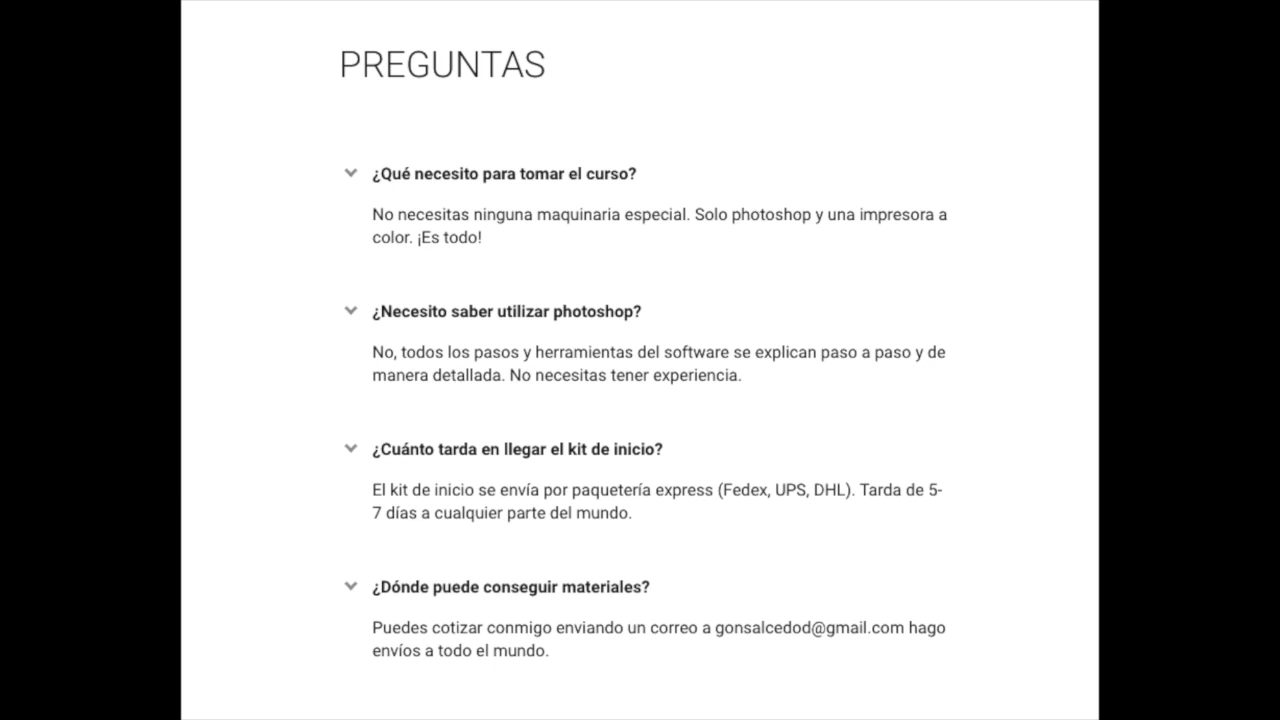 PREGUNTAS
¿Qué necesito para tomar el curso?
No necesitas ninguna maquinaria especial. Solo photoshop y una impresora a
color. ¡Es todo!
¿Necesito saber utilizar photoshop?
No, todos los pasos y herramientas del software se explican paso a paso y de
manera detallada. No necesitas tener experiencia.
¿Cuánto tarda en llegar el kit de inicio?
El kit de inicio se envía por paquetería express (Fedex, UPS, DHL). Tarda de 5-
7 días a cualquier parte del mundo.
¿Dónde puede conseguir materiales?
Puedes cotizar conmigo enviando un correo a gonsalcedod@gmail.com hago
envíos a todo el mundo.